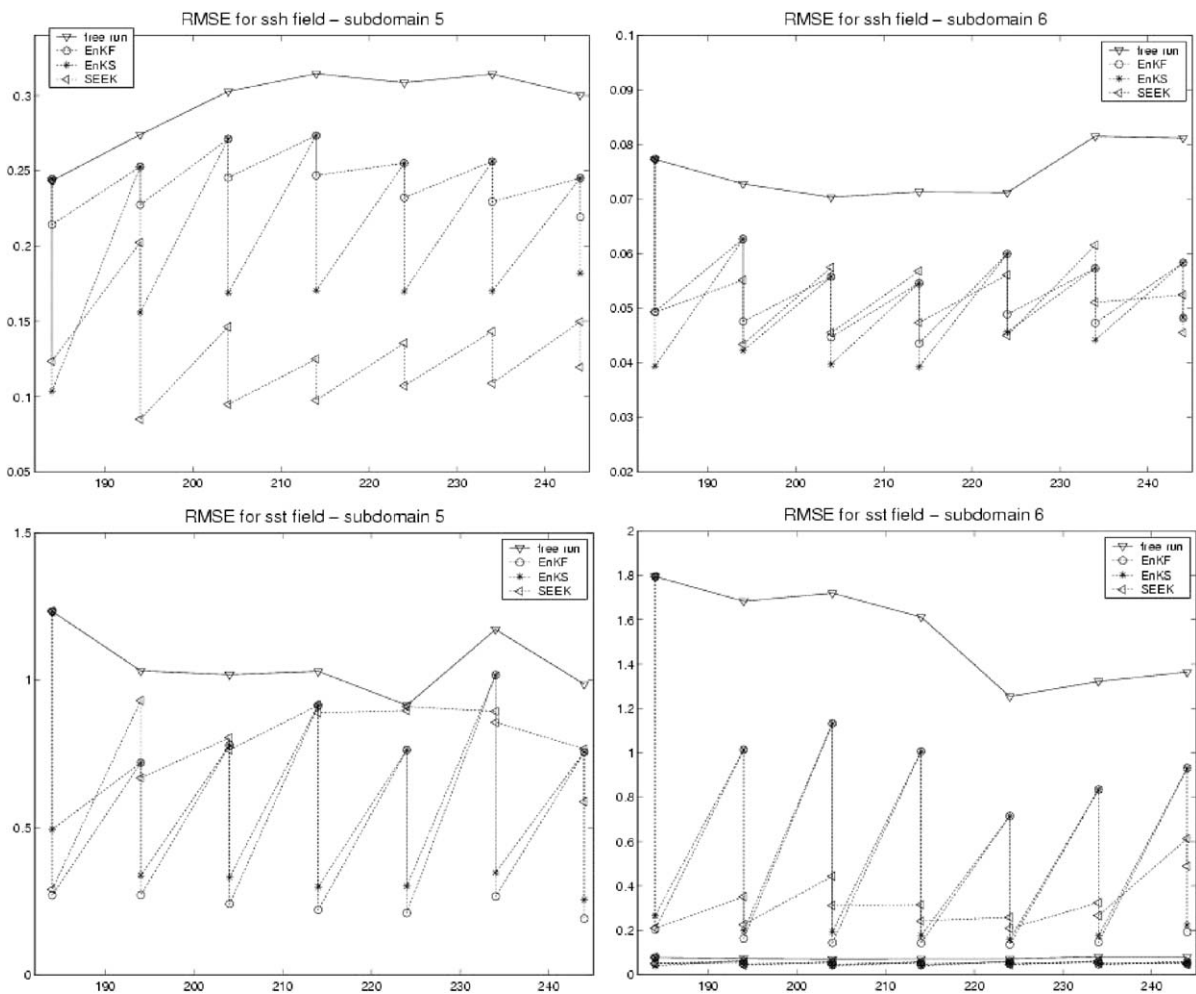 RMSE for ssh field – subdomain 5
free run
EnKF
EnKS
SEEK
0.3
0.25
0.2
0.15
0.1
0.05
190 200 210 220 230 240
RMSE for ssh field – subdomain 6
free run
EnKF
EnKS
SEEK
0.1
0.09
0.08
0.07
0.06
0.05
0.04
0.03
0.02
190 200 210 220 230 240
RMSE for sst field – subdomain 5
free run
EnKF
EnKS
SEEK
1.5
1
0.5
0
190 200 210 220 230 240
RMSE for sst field – subdomain 6
free run
EnKF
EnKS
SEEK
2
1.8
1.6
1.4
1.2
1
0.8
0.6
0.4
0.2
0
190 200 210 220 230 240